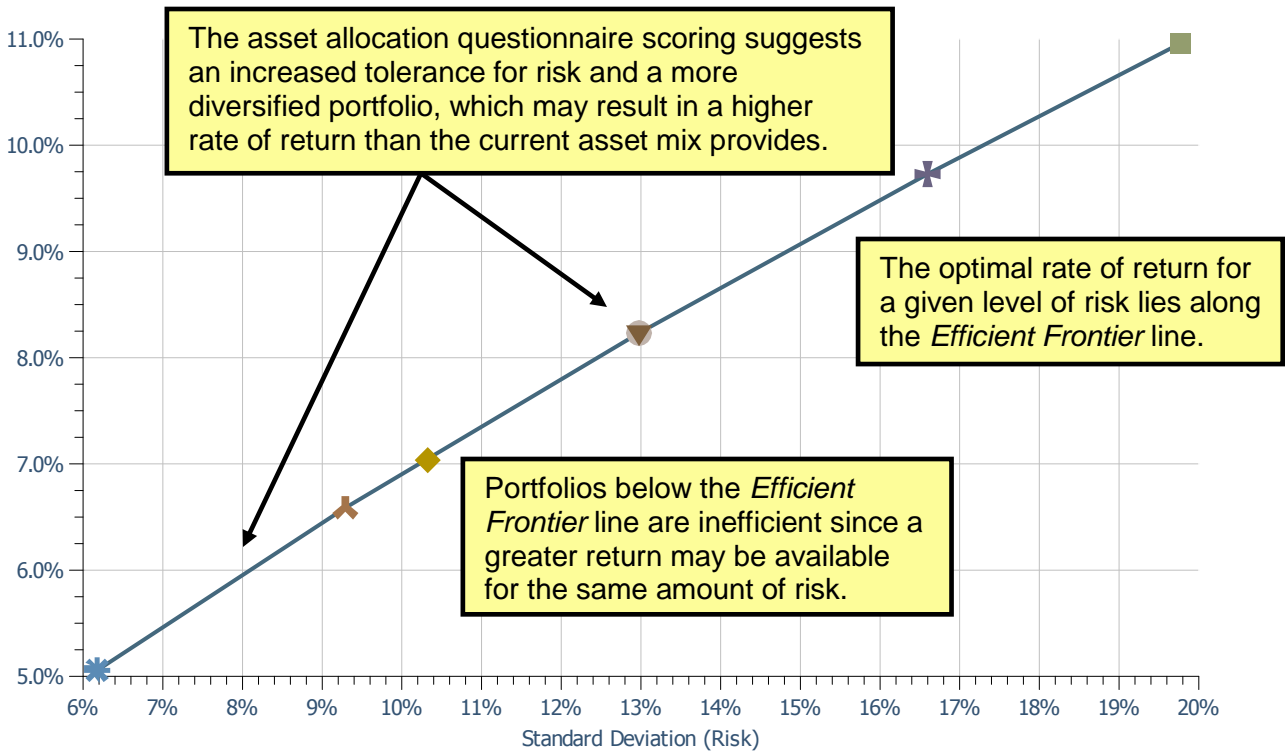 11.0%
The asset allocation questionnaire scoring suggests
an increased tolerance for risk and a more
diversified portfolio, which may result in a higher
rate of return than the current asset mix provides.
10.0%
9.0%
The optimal rate of return for
a given level of risk lies along
the Efficient Frontier line.
8.0%
7.0%
Portfolios below the Efficient
Frontier line are inefficient since a
greater return may be available
for the same amount of risk.
6.0%
5.0%
6% 7% 8% 9% 10% 11% 12% 13% 14% 15% 16% 17% 18% 19% 20%
Standard Deviation (Risk)